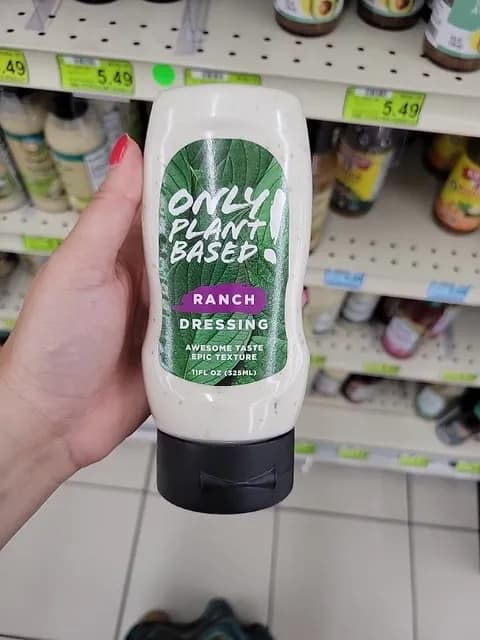 .49
5.49
5.49
ONLY
PLANT
BASED!
RANCH
DRESSING
AWESOME TASTE
EPIC TEXTURE
11FL OZ (325ML)